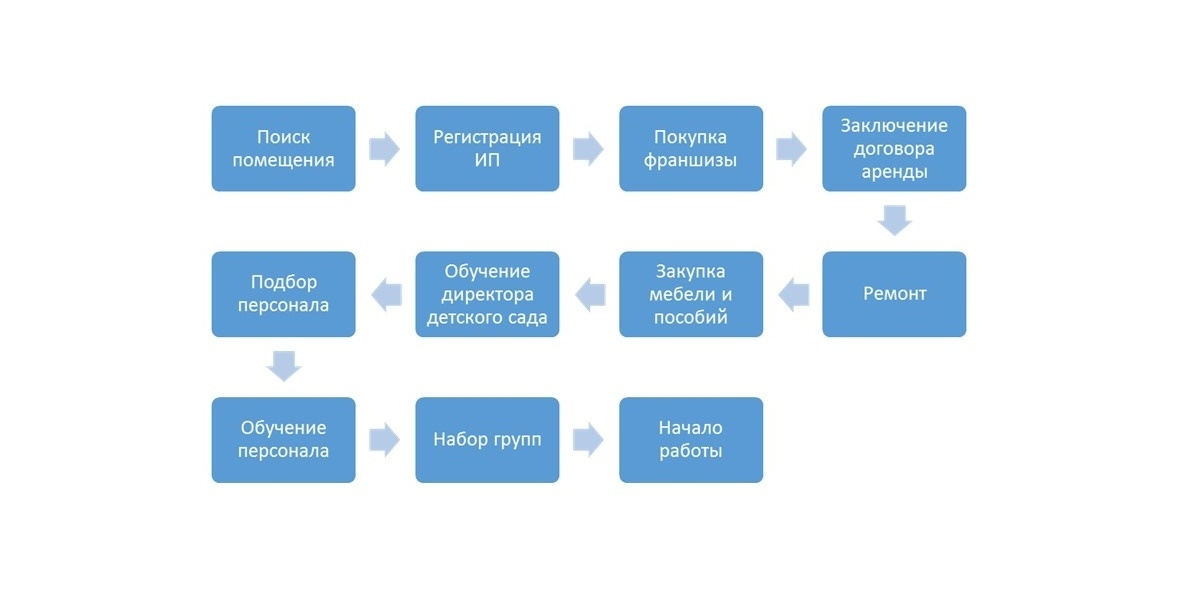 Поиск
помещения
Регистрация
ИП
Покупка
франшизы
Заключение
договора
аренды
Ремонт
Закупка
мебели и
пособий
Обучение
директора
детского сада
Подбор
персонала
Обучение
персонала
Набор групп
Начало
работы